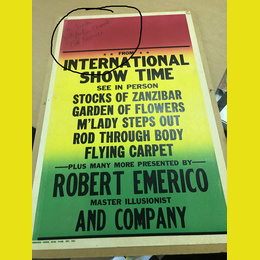 FROM
INTERNATIONAL
SHOW TIME
SEE IN PERSON
STOCKS OF ZANZIBAR
GARDEN OF FLOWERS
M'LADY STEPS OUT
ROD THROUGH BODY
FLYING CARPET
—PLUS MANY MORE PRESENTED BY—
ROBERT EMERICO
MASTER ILLUSIONIST
AND COMPANY